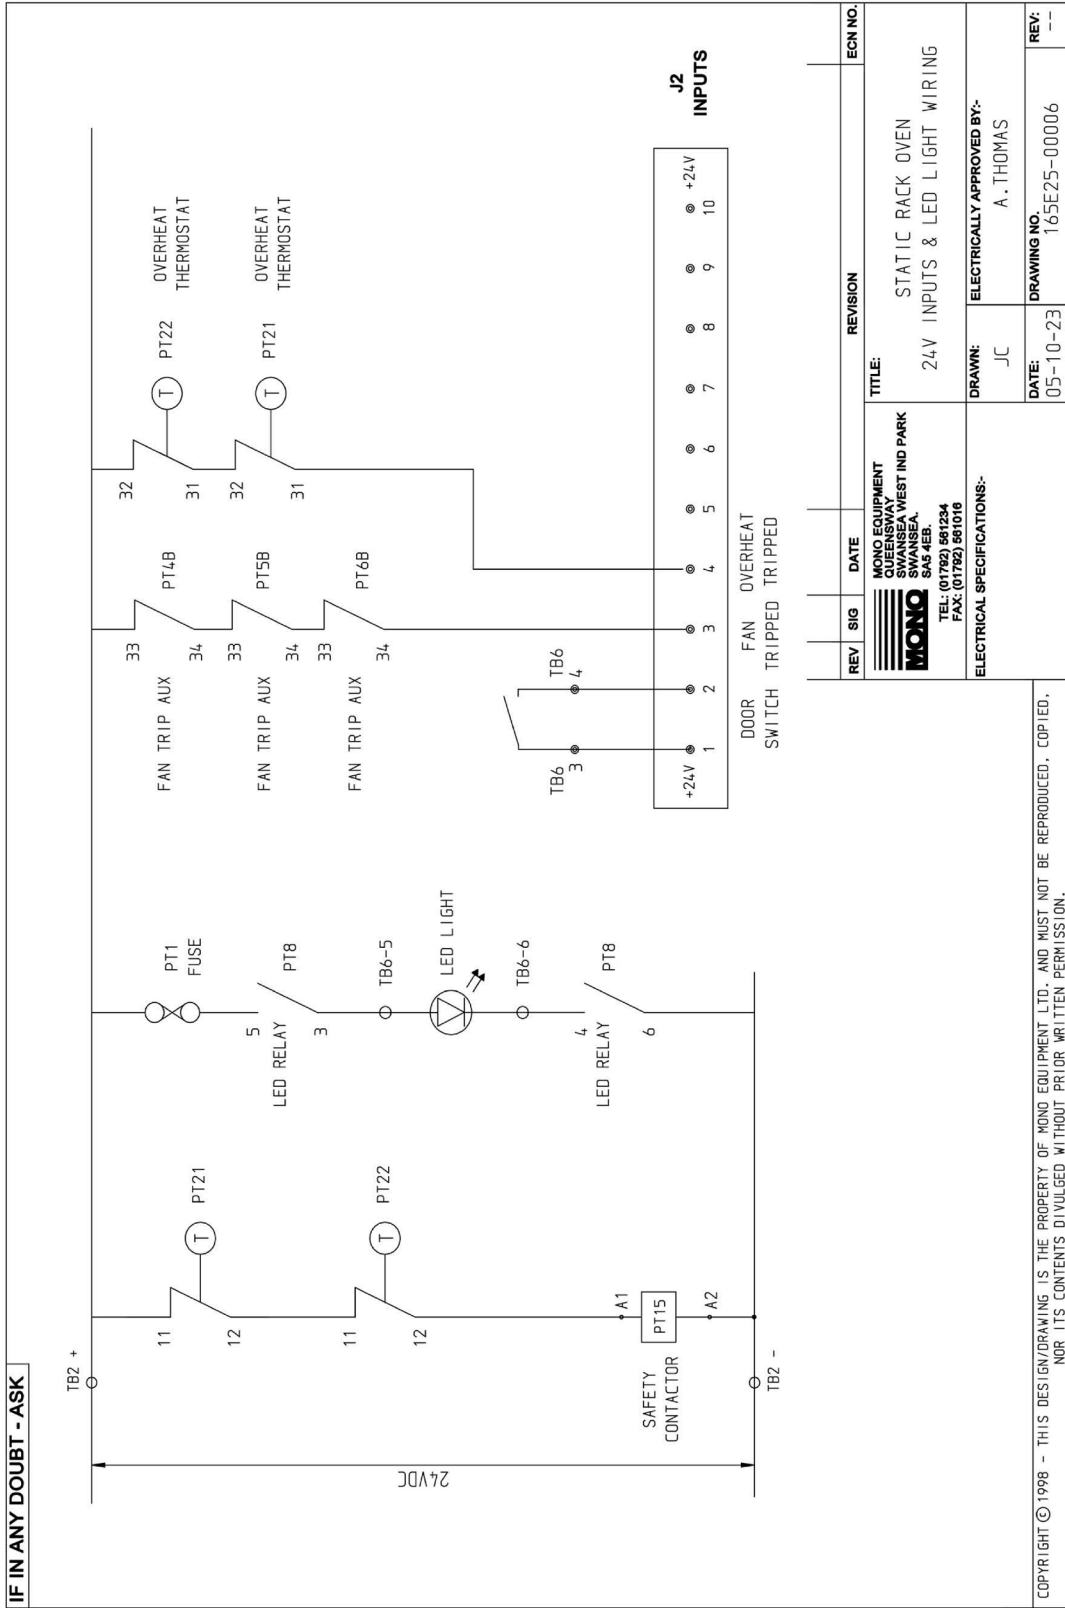 IF IN ANY DOUBT - ASK
TB2 +
24VDC
TB2 -
11
12
T
PT21
11
12
T
PT22
SAFETY
CONTACTOR
A1
PT15
A2
PT1
FUSE
5
3
PT8
LED RELAY
TB6-5
LED LIGHT
TB6-6
4
6
PT8
LED RELAY
FAN TRIP AUX
33
34
PT4B
FAN TRIP AUX
33
34
PT5B
FAN TRIP AUX
33
34
PT6B
32
31
T
PT22
OVERHEAT
THERMOSTAT
32
31
T
PT21
OVERHEAT
THERMOSTAT
TB6
3
TB6
4
J2
INPUTS
+24V
1 2 3 4 5 6 7 8 9 10
+24V
DOOR FAN OVERHEAT
SWITCH TRIPPED TRIPPED
REV SIG DATE REVISION ECN NO.
MONO
MONO EQUIPMENT
QUEENSWAY
SWANSEA WEST IND PARK
SWANSEA.
SA5 4EB.
TEL: (01792) 561234
FAX: (01792) 561016
TITLE:
STATIC RACK OVEN
24V INPUTS & LED LIGHT WIRING
ELECTRICAL SPECIFICATIONS:-
DRAWN:
JC
ELECTRICALLY APPROVED BY:-
A.THOMAS
DATE:
05-10-23
DRAWING NO.
165E25-00006
REV:
--
COPYRIGHT © 1998 - THIS DESIGN/DRAWING IS THE PROPERTY OF MONO EQUIPMENT LTD. AND MUST NOT BE REPRODUCED, COPIED,
NOR ITS CONTENTS DIVULGED WITHOUT PRIOR WRITTEN PERMISSION.